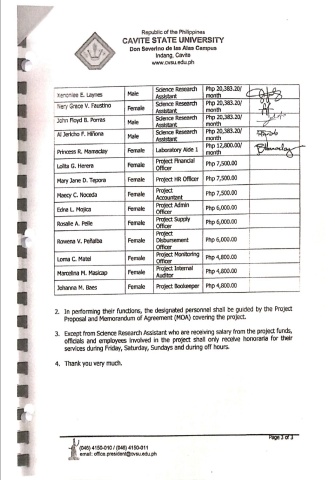 Republic of the Philippines
CAVITE STATE UNIVERSITY
Don Severino de las Alas Campus
Indang, Cavite
www.cvsu.edu.ph
E. Laynes Male Science Research Assistant Php 20,383.20/ month
Nery Grace V. Faustino Female Science Research Assistant Php 20,383.20/ month
John Floyd B. Porras Male Science Research Assistant Php 20,383.20/ month
Al Jericho F. Hiñona Male Science Research Assistant Php 20,383.20/ month
Princess R. Mamaclay Female Laboratory Aide 1 Php 12,800.00/ month
Lolita G. Herera Female Project Financial Officer Php 7,500.00
Mary Jane D. Tepora Female Project HR Officer Php 7,500.00
Maecy C. Noceda Female Project Accountant Php 7,500.00
Edna L. Mojica Female Project Admin Officer Php 6,000.00
Rosalie A. Pelle Female Project Supply Officer Php 6,000.00
Rowena V. Peñalba Female Project Disbursement Officer Php 6,000.00
Lorna C. Matel Female Project Monitoring Officer Php 4,800.00
Marcelina M. Masicap Female Project Internal Auditor Php 4,800.00
Johanna M. Baes Female Project Bookeeper Php 4,800.00
2. In performing their functions, the designated personnel shall be guided by the Project
Proposal and Memorandum of Agreement (MOA) covering the project.
3. Except from Science Research Assistant who are receiving salary from the project funds,
officials and employees involved in the project shall only receive honoraria for their
services during Friday, Saturday, Sundays and during off hours.
4. Thank you very much.
Page 3 of 3
(046) 4150-010 / (046) 4150-011
email: office.president@cvsu.edu.ph